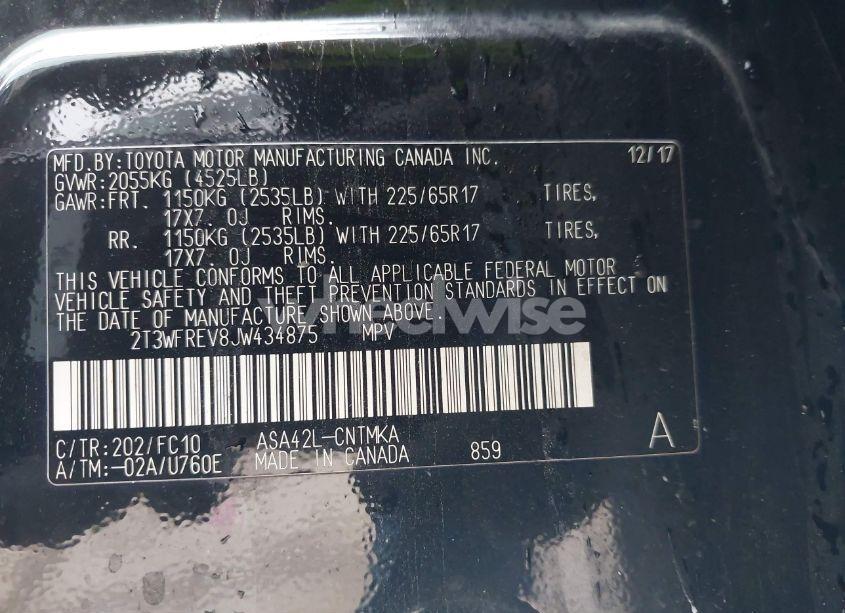 MFD.BY:TOYOTA MOTOR MANUFACTURING CANADA INC. 12/17
GVWR:2055KG (4525LB)
GAWR:FRT. 1150KG (2535LB) WITH 225/65R17 TIRES,
17X7.0J RIMS.
RR. 1150KG (2535LB) WITH 225/65R17 TIRES,
17X7.0J RIMS.
THIS VEHICLE CONFORMS TO ALL APPLICABLE FEDERAL MOTOR
VEHICLE SAFETY AND THEFT PREVENTION STANDARDS IN EFFECT ON
THE DATE OF MANUFACTURE SHOWN ABOVE.
wheelwise
2T3WFREV8JW434875 MPV
C/TR:202/FC10 ASA42L-CNTMKA
A/TM:-02A/U760E MADE IN CANADA 859 A